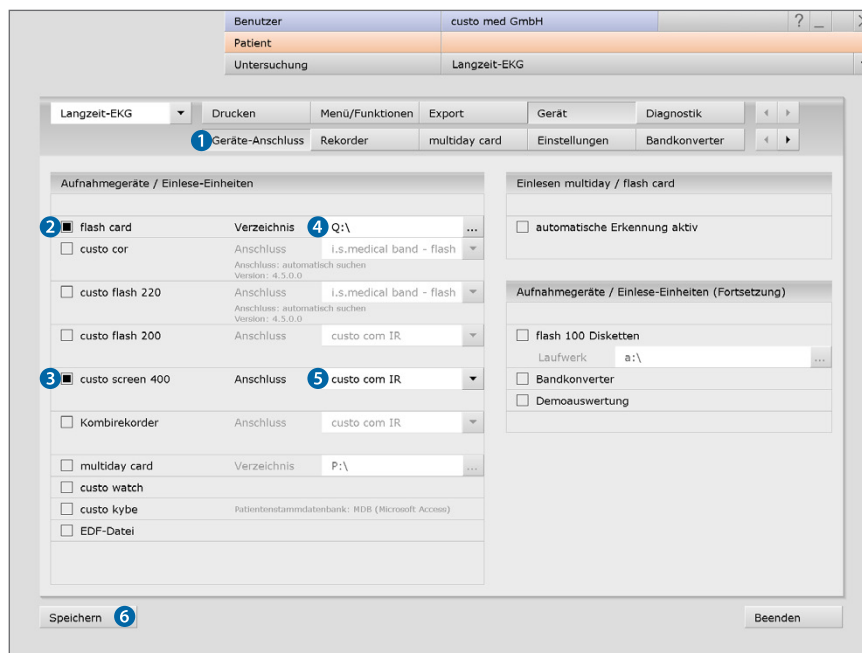 Benutzer custo med GmbH ? _ X
Patient
Untersuchung Langzeit-EKG
Langzeit-EKG Drucken Menü/Funktionen Export Gerät Diagnostik
1 Geräte-Anschluss Rekorder multiday card Einstellungen Bandkonverter
Aufnahmegeräte / Einlese-Einheiten
2 flash card Verzeichnis 4 Q:\ ...
custo cor Anschluss i.s.medical band - flash
Anschluss: automatisch suchen
Version: 4.5.0.0
custo flash 220 Anschluss i.s.medical band - flash
Anschluss: automatisch suchen
Version: 4.5.0.0
custo flash 200 Anschluss custo com IR
3 custo screen 400 Anschluss 5 custo com IR
Kombirekorder Anschluss custo com IR
multiday card Verzeichnis P:\ ...
custo watch
custo kybe Patientenstammdatenbank: MDB (Microsoft Access)
EDF-Datei
Einlesen multiday / flash card
automatische Erkennung aktiv
Aufnahmegeräte / Einlese-Einheiten (Fortsetzung)
flash 100 Disketten
Laufwerk a:\ ...
Bandkonverter
Demoauswertung
Speichern 6 Beenden